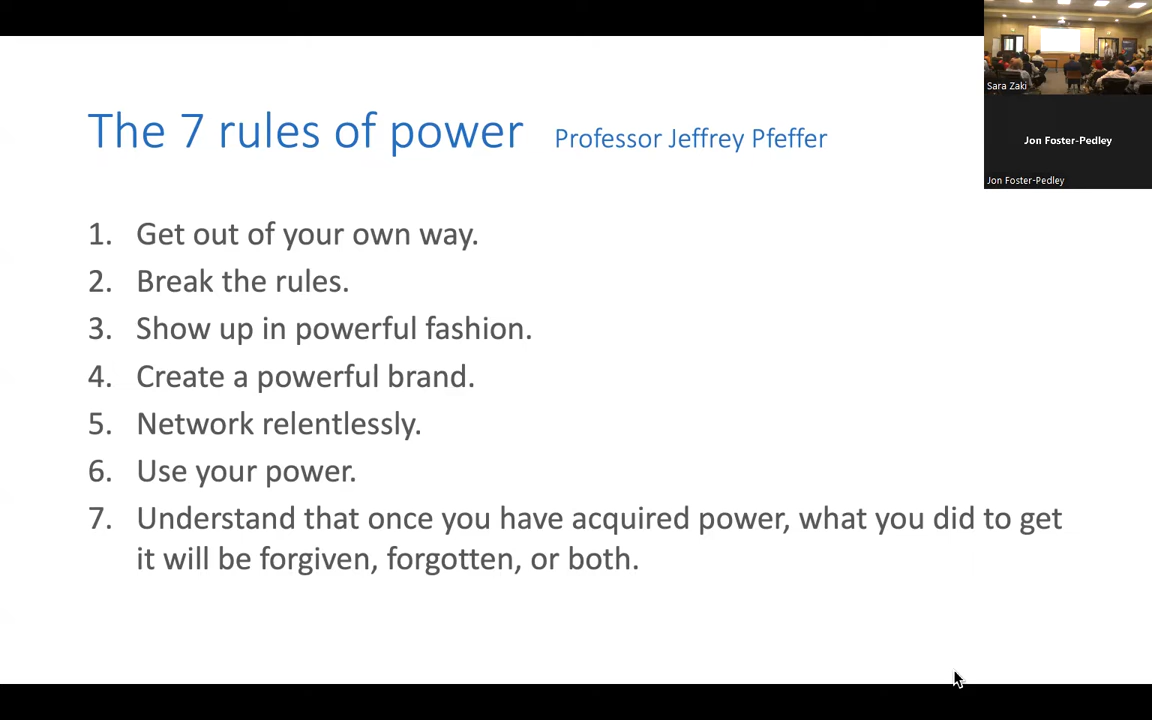 The 7 rules of power Professor Jeffrey Pfeffer
1. Get out of your own way.
2. Break the rules.
3. Show up in powerful fashion.
4. Create a powerful brand.
5. Network relentlessly.
6. Use your power.
7. Understand that once you have acquired power, what you did to get
it will be forgiven, forgotten, or both.
Sara Zaki
Jon Foster-Pedley
Jon Foster-Pedley